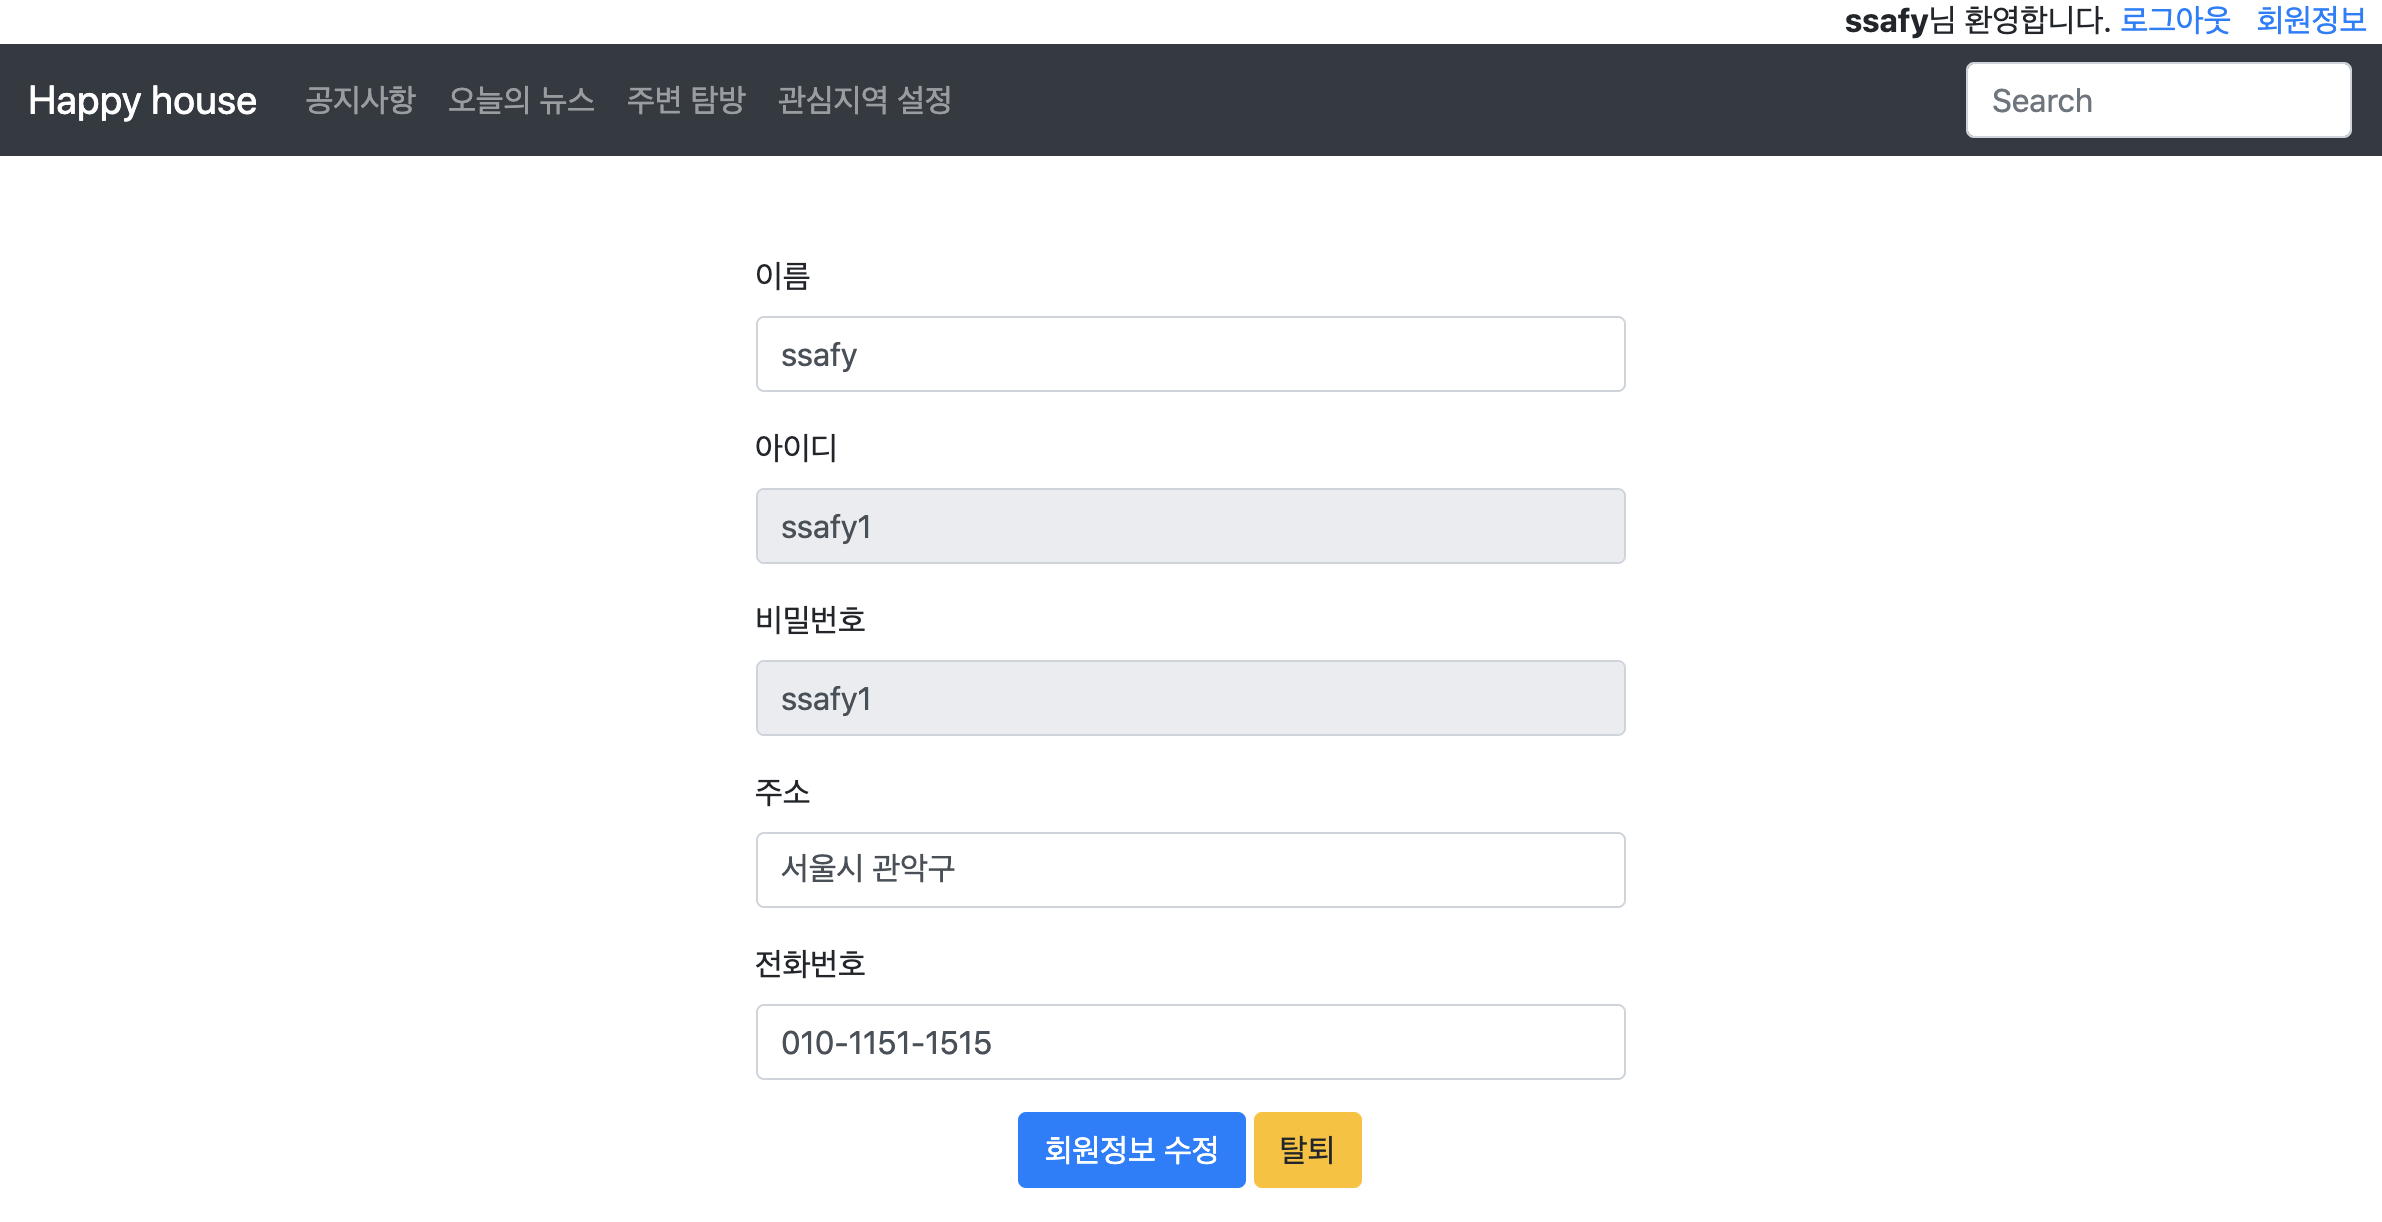 ssafy님 환영합니다. 로그아웃 회원정보
Happy house 공지사항 오늘의 뉴스 주변 탐방 관심지역 설정 Search
이름
ssafy
아이디
ssafy1
비밀번호
ssafy1
주소
서울시 관악구
전화번호
010-1151-1515
회원정보 수정 탈퇴